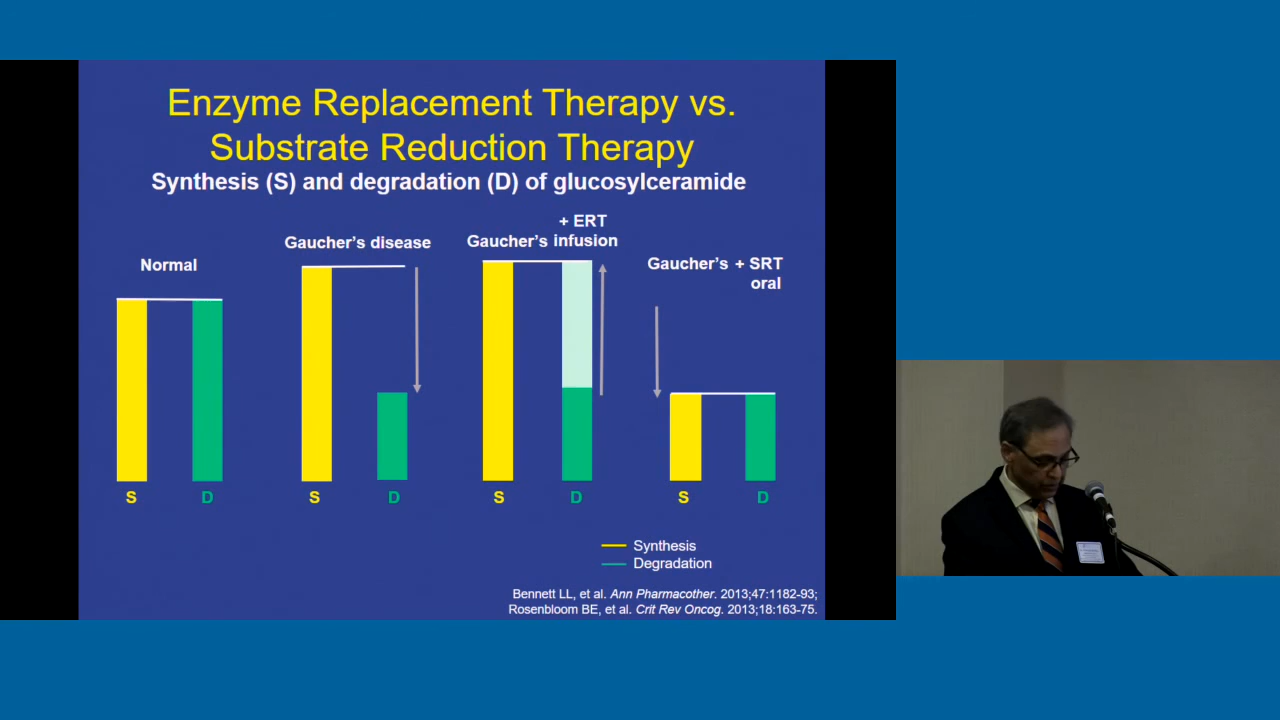 Enzyme Replacement Therapy vs.
Substrate Reduction Therapy
Synthesis (S) and degradation (D) of glucosylceramide
Normal
Gaucher's disease
+ ERT
Gaucher's infusion
Gaucher's + SRT
oral
S D S D S D S D
Synthesis
Degradation
Bennett LL, et al. Ann Pharmacother. 2013;47:1182-93;
Rosenbloom BE, et al. Crit Rev Oncog. 2013;18:163-75.